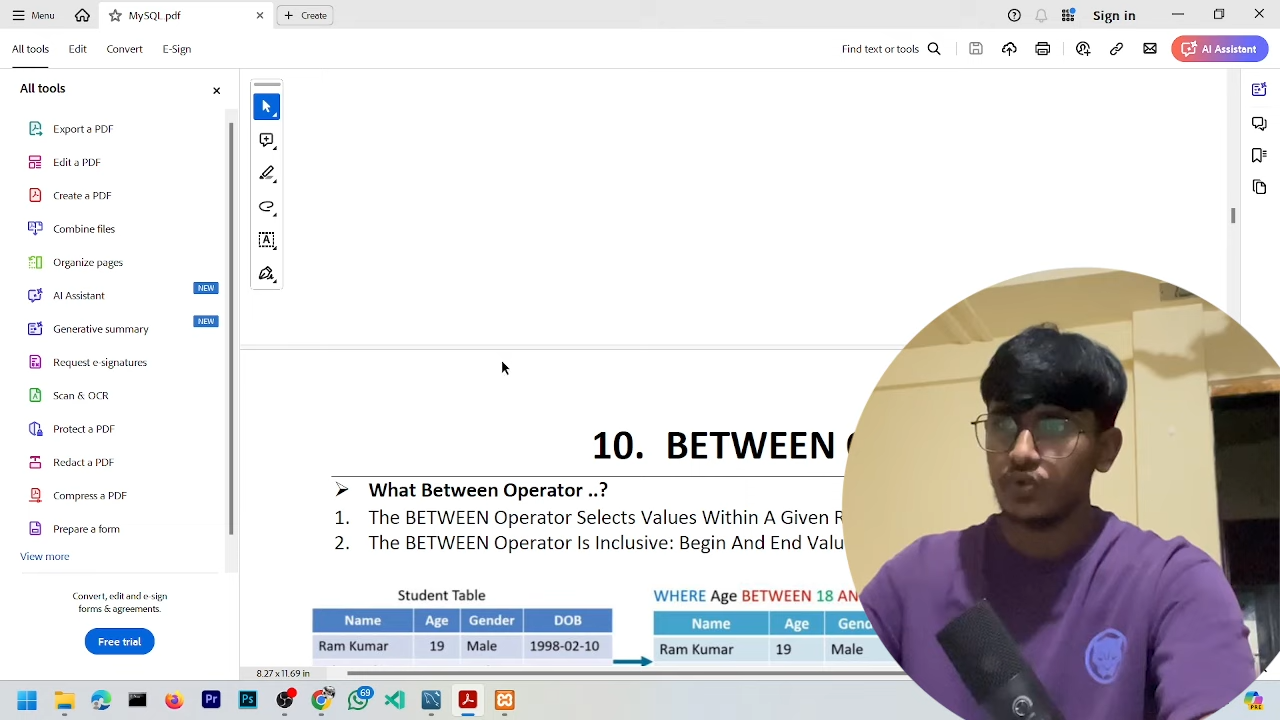 Menu
MySQL.pdf
Create
Sign in
All tools
Edit
Convert
E-Sign
Find text or tools
AI Assistant
All tools
Export a PDF
Edit a PDF
Create a PDF
Combine files
Organize pages
AI Assistant NEW
Generative summary NEW
Request e-signatures
Scan & OCR
Protect a PDF
Redact a PDF
Compress a PDF
Prepare a form
View more
Convert, edit and e-sign
forms & agreements.
Free trial
10. BETWEEN
What Between Operator ..?
1. The BETWEEN Operator Selects Values Within A Given
2. The BETWEEN Operator Is Inclusive: Begin And End
Student Table
Name Age Gender DOB
Ram Kumar 19 Male 1998-02-10
WHERE Age BETWEEN 18
Name Age
Ram Kumar 19 Male
8.27 x 11.69 in
Pr
Ps
69
PRE